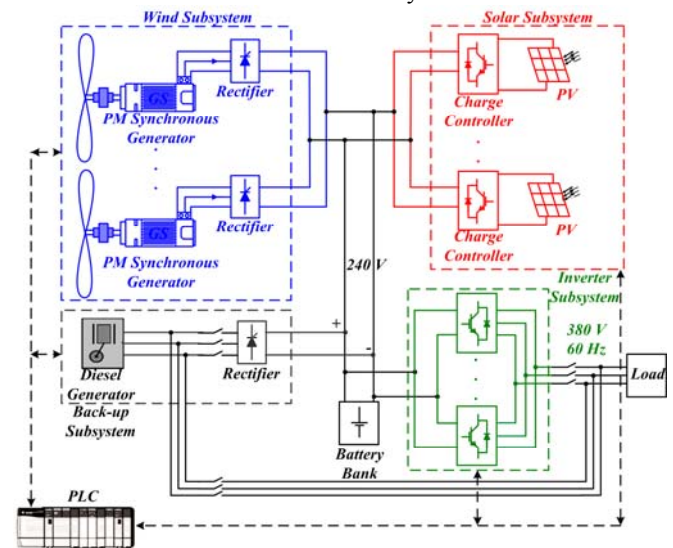 Wind Subsystem
Rectifier
GS
PM Synchronous
Generator
Rectifier
GS
PM Synchronous
Generator
Solar Subsystem
Charge
Controller
PV
Charge
Controller
PV
240 V
+
-
Diesel
Generator
Back-up
Subsystem
Rectifier
Battery
Bank
Inverter
Subsystem
380 V
60 Hz
Load
PLC